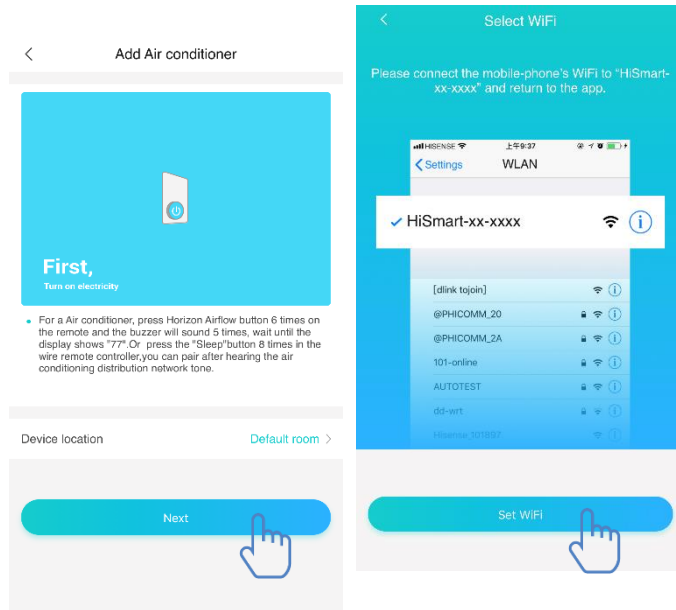 Add Air conditioner
First,
Turn on electricity
For a Air conditioner, press Horizon Airflow button 6 times on
the remote and the buzzer will sound 5 times, wait until the
display shows "77".Or press the "Sleep"button 8 times in the
wire remote controller,you can pair after hearing the air
conditioning distribution network tone.
Device location Default room
Next
Select WiFi
Please connect the mobile-phone's WiFi to "HiSmart-
xx-xxxx" and return to the app.
HISENSE 上午9:37
Settings WLAN
HiSmart-xx-xxxx
[dlink tojoin]
@PHICOMM_20
@PHICOMM_2A
101-online
AUTOTEST
dd-wrt
Hisense_101897
Set WiFi